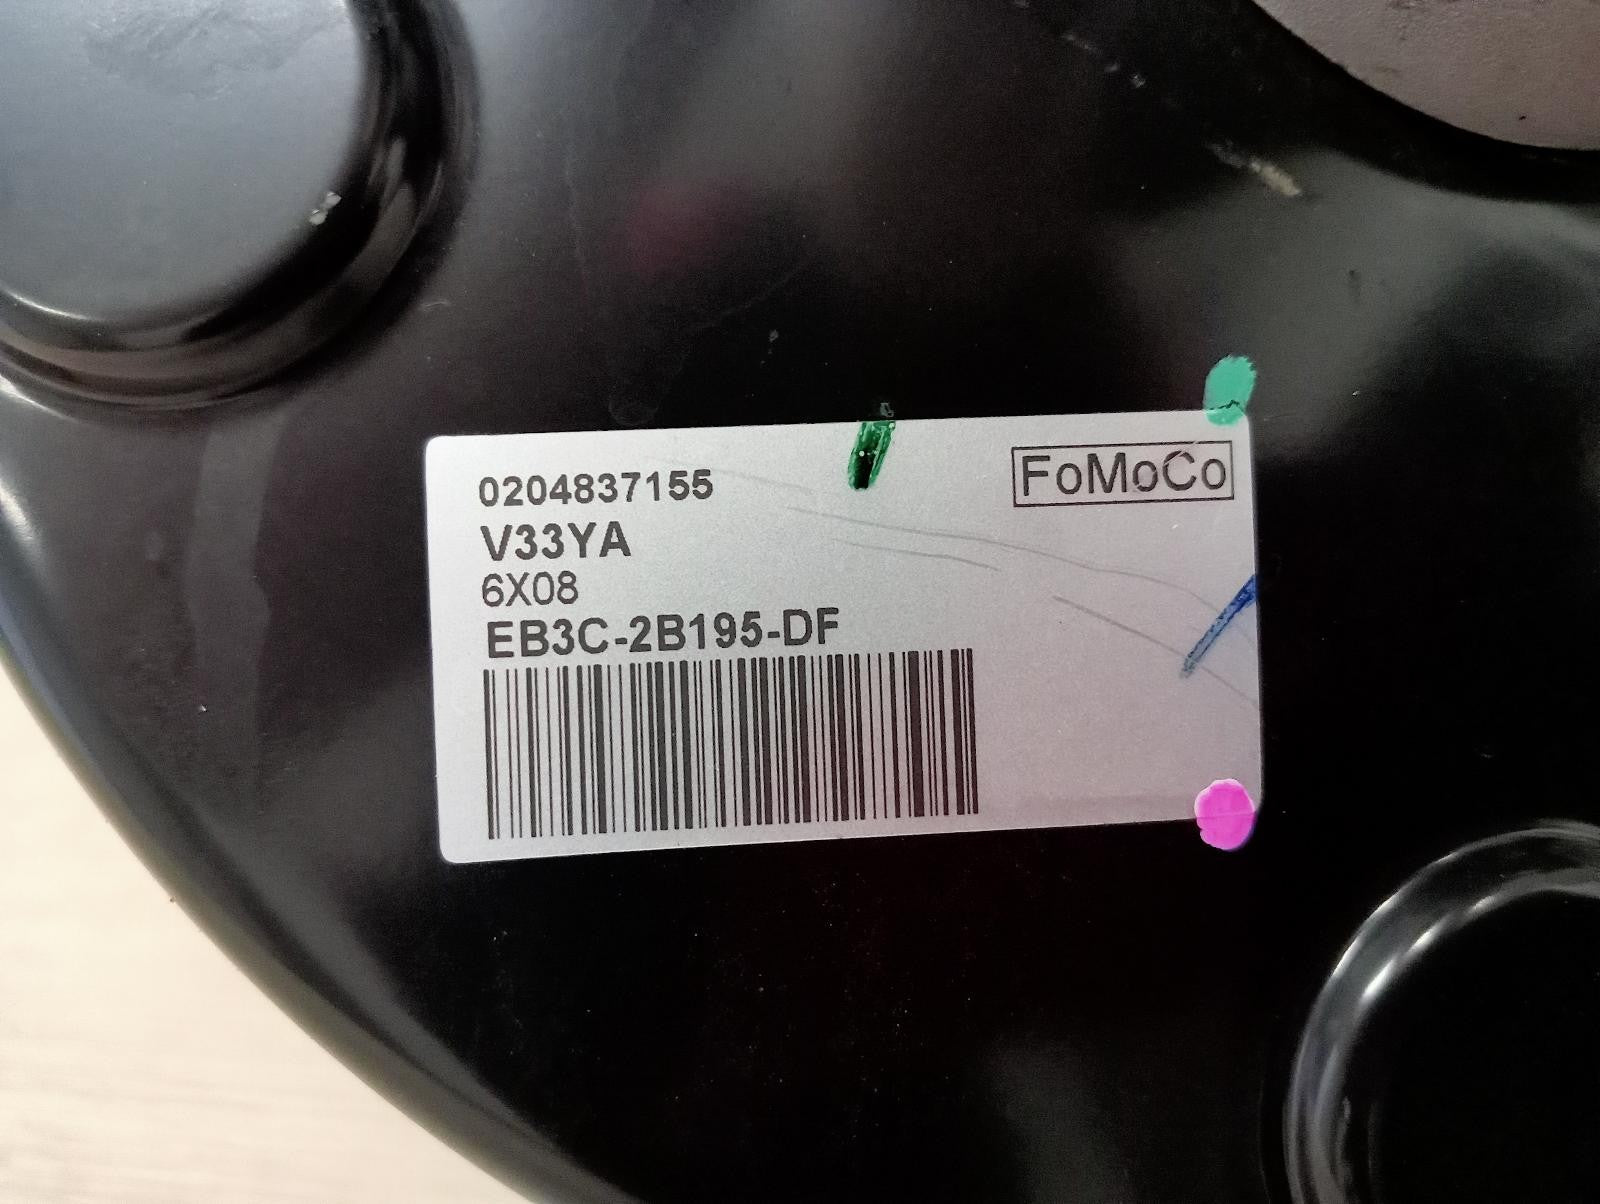 0204837155
FoMoCo
V33YA
6X08
EB3C-2B195-DF